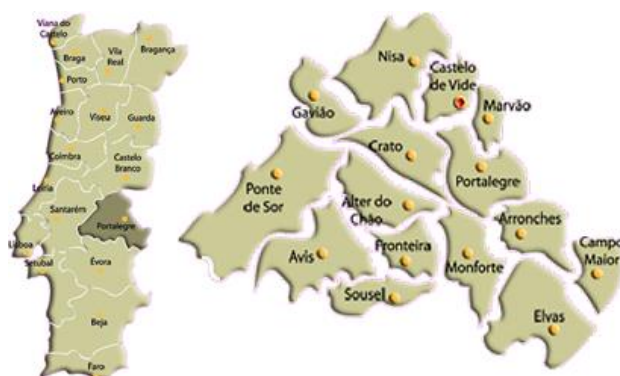 Viana do
Castelo
Bragança
Braga
Vila
Real
Porto
Aveiro
Viseu
Guarda
Coimbra
Castelo
Branco
Leiria
Santarém
Portalegre
Lisboa
Setubal
Évora
Beja
Faro
Nisa
Castelo
de Vide
Gavião
Marvão
Crato
Portalegre
Ponte
de Sor
Alter do
Chão
Arronches
Avis
Fronteira
Monforte
Campo
Maior
Sousel
Elvas